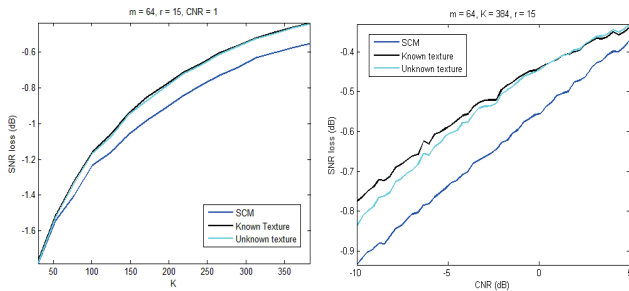 m = 64, r = 15, CNR = 1
SNR loss (dB)
-0.6
-0.8
-1
-1.2
-1.4
-1.6
50
100
150
200
250
300
350
K
SCM
Known Texture
Unknown texture
m = 64, K = 384, r = 15
SNR loss (dB)
-0.4
-0.5
-0.6
-0.7
-0.8
-0.9
-10
-5
0
5
CNR (dB)
SCM
Known texture
Unknown texture